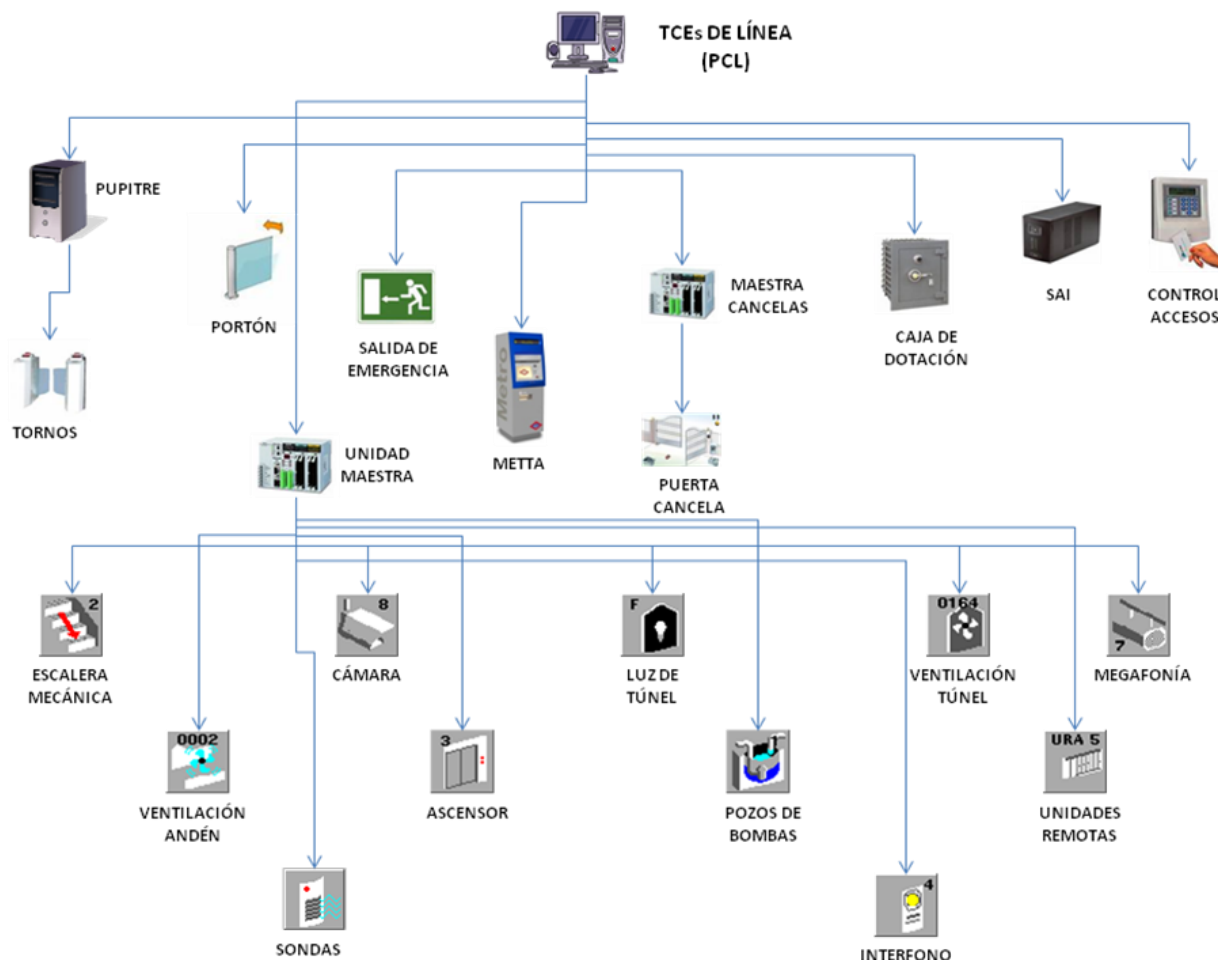 TCEs DE LÍNEA
(PCL)
PUPITRE
PORTÓN
SALIDA DE
EMERGENCIA
Metro
METTA
MAESTRA
CANCELAS
CAJA DE
DOTACIÓN
SAI
CONTROL
ACCESOS
TORNOS
UNIDAD
MAESTRA
PUERTA
CANCELA
2
ESCALERA
MECÁNICA
8
CÁMARA
F
LUZ DE
TÚNEL
0164
VENTILACIÓN
TÚNEL
7
MEGAFONÍA
0002
VENTILACIÓN
ANDÉN
3
ASCENSOR
1
POZOS DE
BOMBAS
URA 5
UNIDADES
REMOTAS
SONDAS
4
INTERFONO